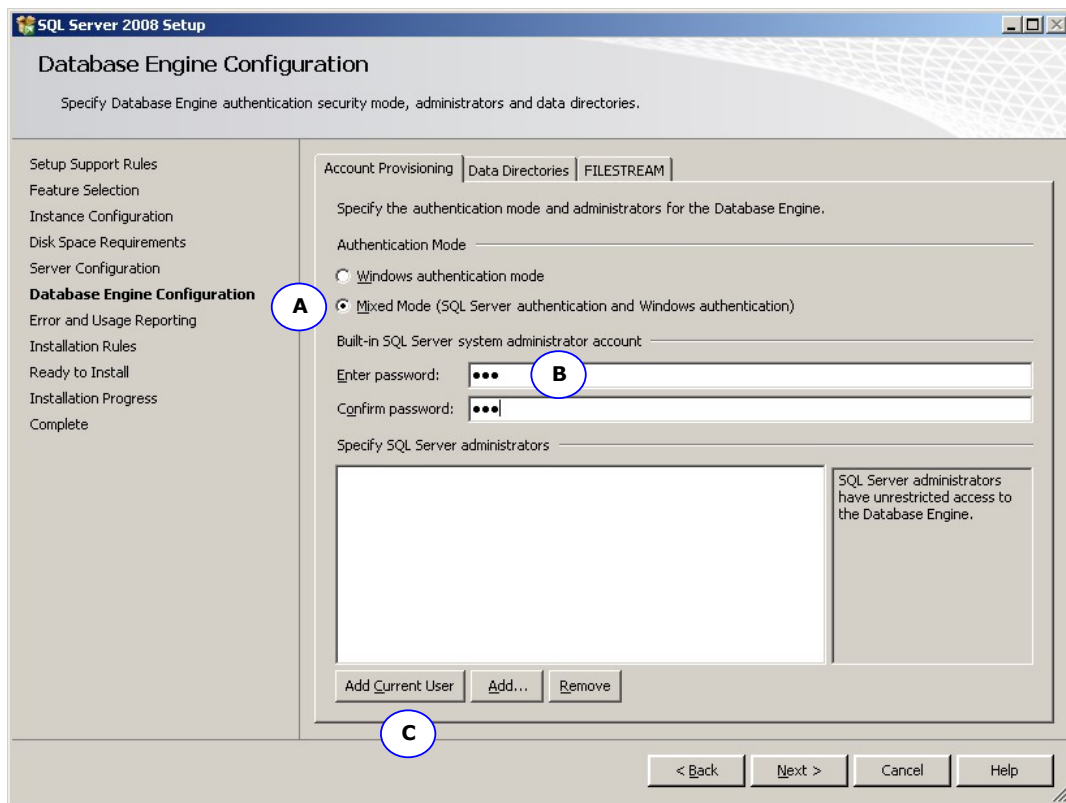 SQL Server 2008 Setup
Database Engine Configuration
Specify Database Engine authentication security mode, administrators and data directories.
Setup Support Rules
Feature Selection
Instance Configuration
Disk Space Requirements
Server Configuration
Database Engine Configuration
Error and Usage Reporting
Installation Rules
Ready to Install
Installation Progress
Complete
Account Provisioning
Data Directories
FILESTREAM
Specify the authentication mode and administrators for the Database Engine.
Authentication Mode
Windows authentication mode
A
Mixed Mode (SQL Server authentication and Windows authentication)
Built-in SQL Server system administrator account
Enter password: ●●●
B
Confirm password: ●●●
Specify SQL Server administrators
SQL Server administrators
have unrestricted access to
the Database Engine.
Add Current User
Add...
Remove
C
< Back
Next >
Cancel
Help